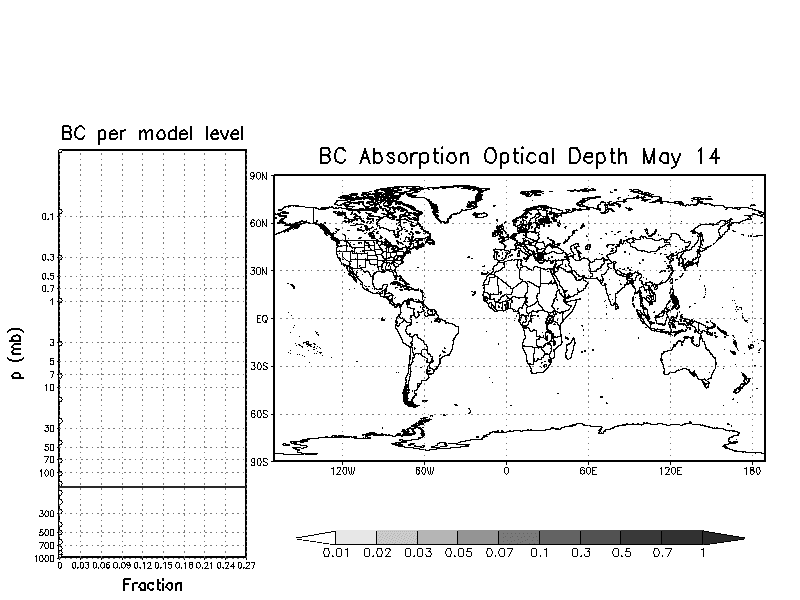 BC per model level
BC Absorption Optical Depth May 14
0.1
0.3
0.5
0.7
1
3
5
7
10
30
50
70
100
300
500
700
1000
p (mb)
0 0.03 0.06 0.09 0.12 0.15 0.18 0.21 0.24 0.27
Fraction
90N
60N
30N
EQ
30S
60S
90S
120W 60W 0 60E 120E 180
0.01 0.02 0.03 0.05 0.07 0.1 0.3 0.5 0.7 1